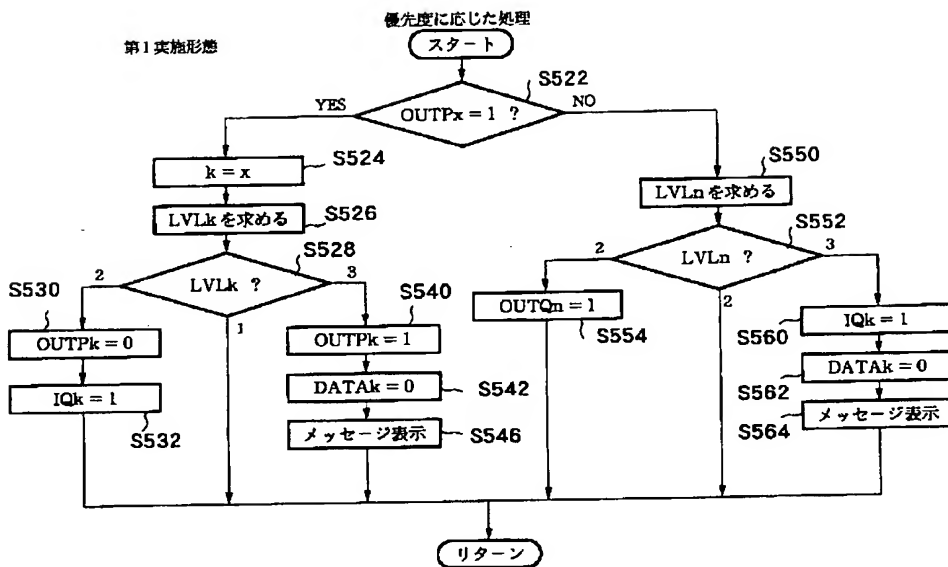 優先度に応じた処理
第1実施形態
スタート
S522
YES
OUTPx = 1 ?
NO
S524
k = x
S550
LVLnを求める
LVLkを求める
S526
S552
S528
2
LVLk ?
3
1
2
LVLn ?
3
2
S530
OUTPk = 0
S540
OUTPk = 1
OUTQn = 1
S554
IQk = 1
S560
IQk = 1
S532
DATAk = 0
S542
DATAk = 0
S562
メッセージ表示
S546
メッセージ表示
S564
リターン